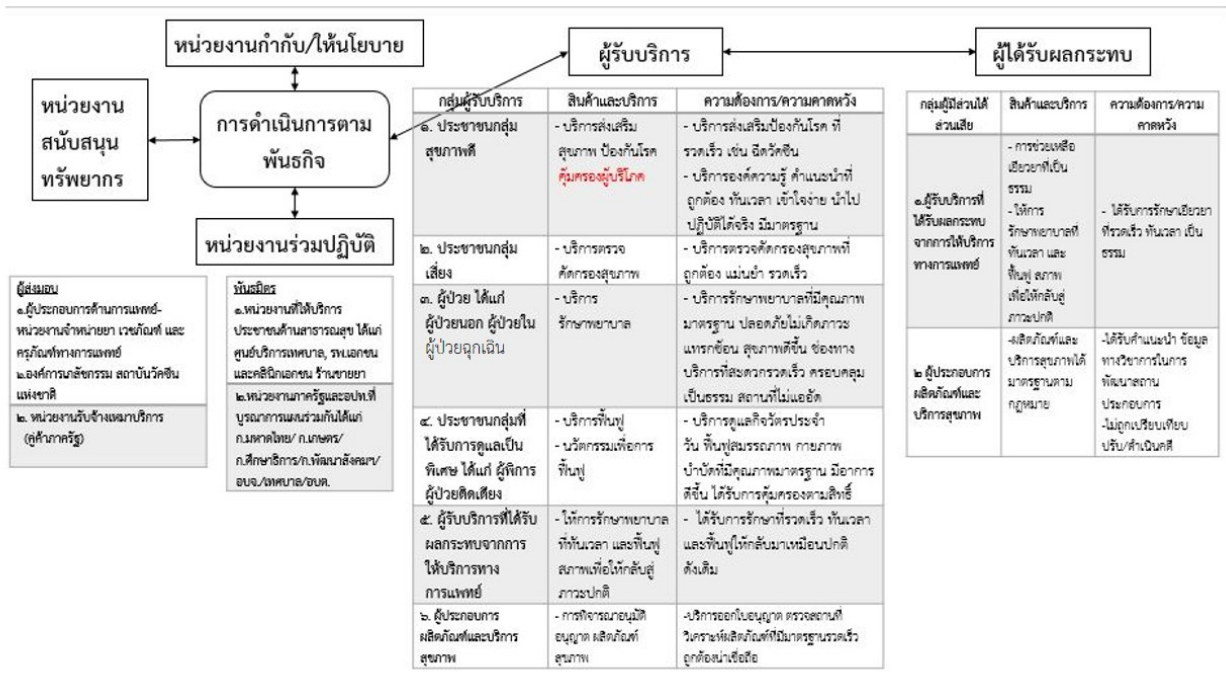 หน่วยงานกำกับ/ให้นโยบาย
หน่วยงาน
สนับสนุน
ทรัพยากร
การดำเนินการตาม
พันธกิจ
หน่วยงานร่วมปฏิบัติ
ผู้ส่งมอบ
๑.ผู้ประกอบการด้านการแพทย์-
หน่วยงานจำหน่ายยา เวชภัณฑ์ และ
ครุภัณฑ์ทางการแพทย์
๒.องค์การเภสัชกรรม สถาบันวัคซีน
แห่งชาติ
๒. หน่วยงานรับจ้างเหมาบริการ
(คู่ค้าภาครัฐ)
พันธมิตร
๑.หน่วยงานที่ให้บริการ
ประชาชนด้านสาธารณสุข ได้แก่
ศูนย์บริการเทศบาล, รพ.เอกชน
และคลินิกเอกชน ร้านขายยา
๒.หน่วยงานภาครัฐและอปท.ที่
บูรณาการแผนร่วมกันได้แก่
ก.มหาดไทย/ ก.เกษตร/
ก.ศึกษาธิการ/ก.พัฒนาสังคมฯ/
อบจ./เทศบาล/อบต.
ผู้รับบริการ
กลุ่มผู้รับบริการ
สินค้าและบริการ
ความต้องการ/ความคาดหวัง
๑. ประชาชนกลุ่ม
สุขภาพดี
- บริการส่งเสริม
สุขภาพ ป้องกันโรค
คุ้มครองผู้บริโภค
- บริการส่งเสริมป้องกันโรค ที่
รวดเร็ว เช่น ฉีดวัคซีน
- บริการองค์ความรู้ คำแนะนำที่
ถูกต้อง ทันเวลา เข้าใจง่าย นำไป
ปฏิบัติได้จริง มีมาตรฐาน
๒. ประชาชนกลุ่ม
เสี่ยง
- บริการตรวจ
คัดกรองสุขภาพ
- บริการตรวจคัดกรองสุขภาพที่
ถูกต้อง แม่นยำ รวดเร็ว
๓. ผู้ป่วย ได้แก่
ผู้ป่วยนอก ผู้ป่วยใน
ผู้ป่วยฉุกเฉิน
- บริการ
รักษาพยาบาล
- บริการรักษาพยาบาลที่มีคุณภาพ
มาตรฐาน ปลอดภัยไม่เกิดภาวะ
แทรกซ้อน สุขภาพดีขึ้น ช่องทาง
บริการที่สะดวกรวดเร็ว ครอบคลุม
เป็นธรรม สถานที่ไม่แออัด
๔. ประชาชนกลุ่มที่
ได้รับการดูแลเป็น
พิเศษ ได้แก่ ผู้พิการ
ผู้ป่วยติดเตียง
- บริการฟื้นฟู
- นวัตกรรมเพื่อการ
ฟื้นฟู
- บริการดูแลกิจวัตรประจำ
วัน ฟื้นฟูสมรรถภาพ กายภาพ
บำบัดที่มีคุณภาพมาตรฐาน มีอาการ
ดีขึ้น ได้รับการคุ้มครองตามสิทธิ์
๕. ผู้รับบริการที่ได้รับ
ผลกระทบจากการ
ให้บริการทาง
การแพทย์
- ให้การรักษาพยาบาล
ที่ทันเวลา และฟื้นฟู
สภาพเพื่อให้กลับสู่
ภาวะปกติ
- ได้รับการรักษาที่รวดเร็ว ทันเวลา
และฟื้นฟูให้กลับมาเหมือนปกติ
ดังเดิม
๖. ผู้ประกอบการ
ผลิตภัณฑ์และบริการ
สุขภาพ
- การพิจารณาอนุมัติ
อนุญาต ผลิตภัณฑ์
สุขภาพ
-บริการออกใบอนุญาต ตรวจสถานที่
วิเคราะห์ผลิตภัณฑ์ที่มีมาตรฐานรวดเร็ว
ถูกต้องน่าเชื่อถือ
ผู้ได้รับผลกระทบ
กลุ่มผู้มีส่วนได้
ส่วนเสีย
สินค้าและบริการ
ความต้องการ/ความ
คาดหวัง
๑.ผู้รับบริการที่
ได้รับผลกระทบ
จากการให้บริการ
ทางการแพทย์
- การช่วยเหลือ
เยียวยาที่เป็น
ธรรม
- ให้การ
รักษาพยาบาลที่
ทันเวลา และ
ฟื้นฟู สภาพ
เพื่อให้กลับสู่
ภาวะปกติ
- ได้รับการรักษาเยียวยา
ที่รวดเร็ว ทันเวลา เป็น
ธรรม
๒ ผู้ประกอบการ
ผลิตภัณฑ์และ
บริการสุขภาพ
-ผลิตภัณฑ์และ
บริการสุขภาพได้
มาตรฐานตาม
กฎหมาย
-ได้รับคำแนะนำ ข้อมูล
ทางวิชาการในการ
พัฒนาสถาน
ประกอบการ
-ไม่ถูกเปรียบเทียบ
ปรับ/ดำเนินคดี